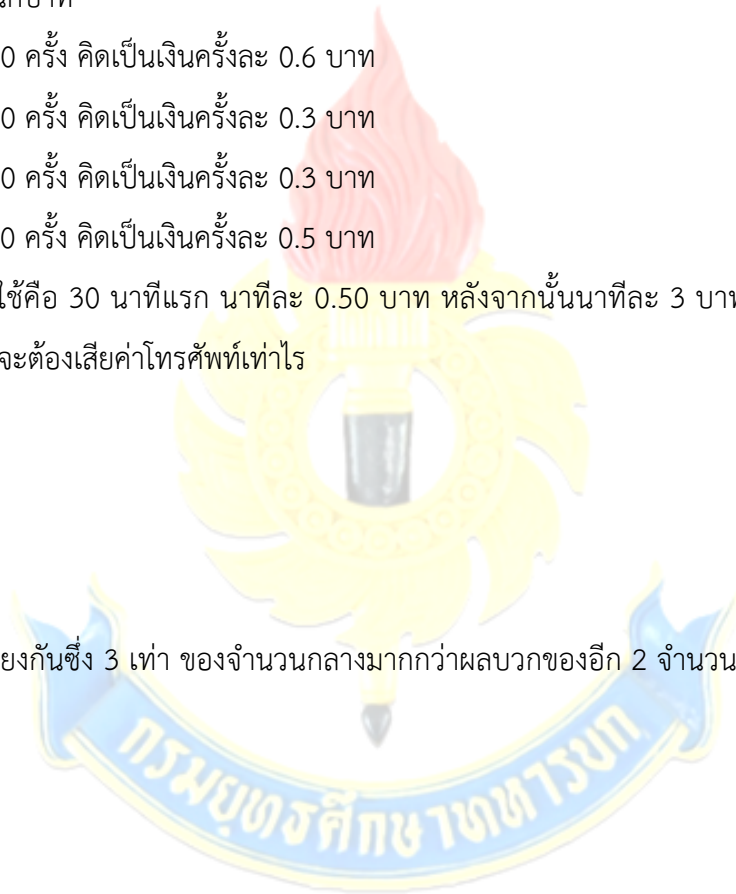 0 ครั้ง คิดเป็นเงินครั้งละ 0.6 บาท
0 ครั้ง คิดเป็นเงินครั้งละ 0.3 บาท
0 ครั้ง คิดเป็นเงินครั้งละ 0.3 บาท
0 ครั้ง คิดเป็นเงินครั้งละ 0.5 บาท
ใช้คือ 30 นาทีแรก นาทีละ 0.50 บาท หลังจากนั้นนาทีละ 3 บาท
จะต้องเสียค่าโทรศัพท์เท่าไร
ยงกันซึ่ง 3 เท่า ของจำนวนกลางมากกว่าผลบวกของอีก 2 จำนวน
กรมยุทธศึกษาทหารบก